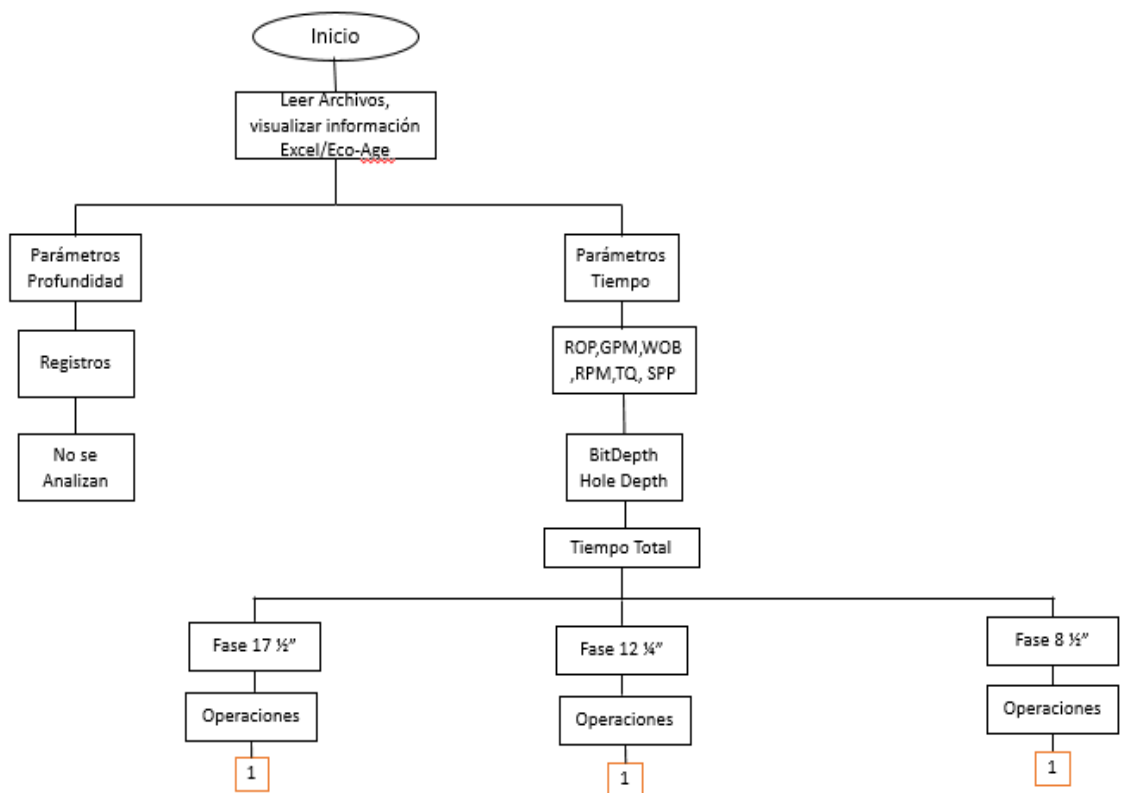 Inicio
Leer Archivos,
visualizar información
Excel/Eco-Age
Parámetros
Profundidad
Registros
No se
Analizan
Parámetros
Tiempo
ROP,GPM,WOB
,RPM,TQ, SPP
BitDepth
Hole Depth
Tiempo Total
Fase 17 ½”
Operaciones
1
Fase 12 ¼”
Operaciones
1
Fase 8 ½”
Operaciones
1